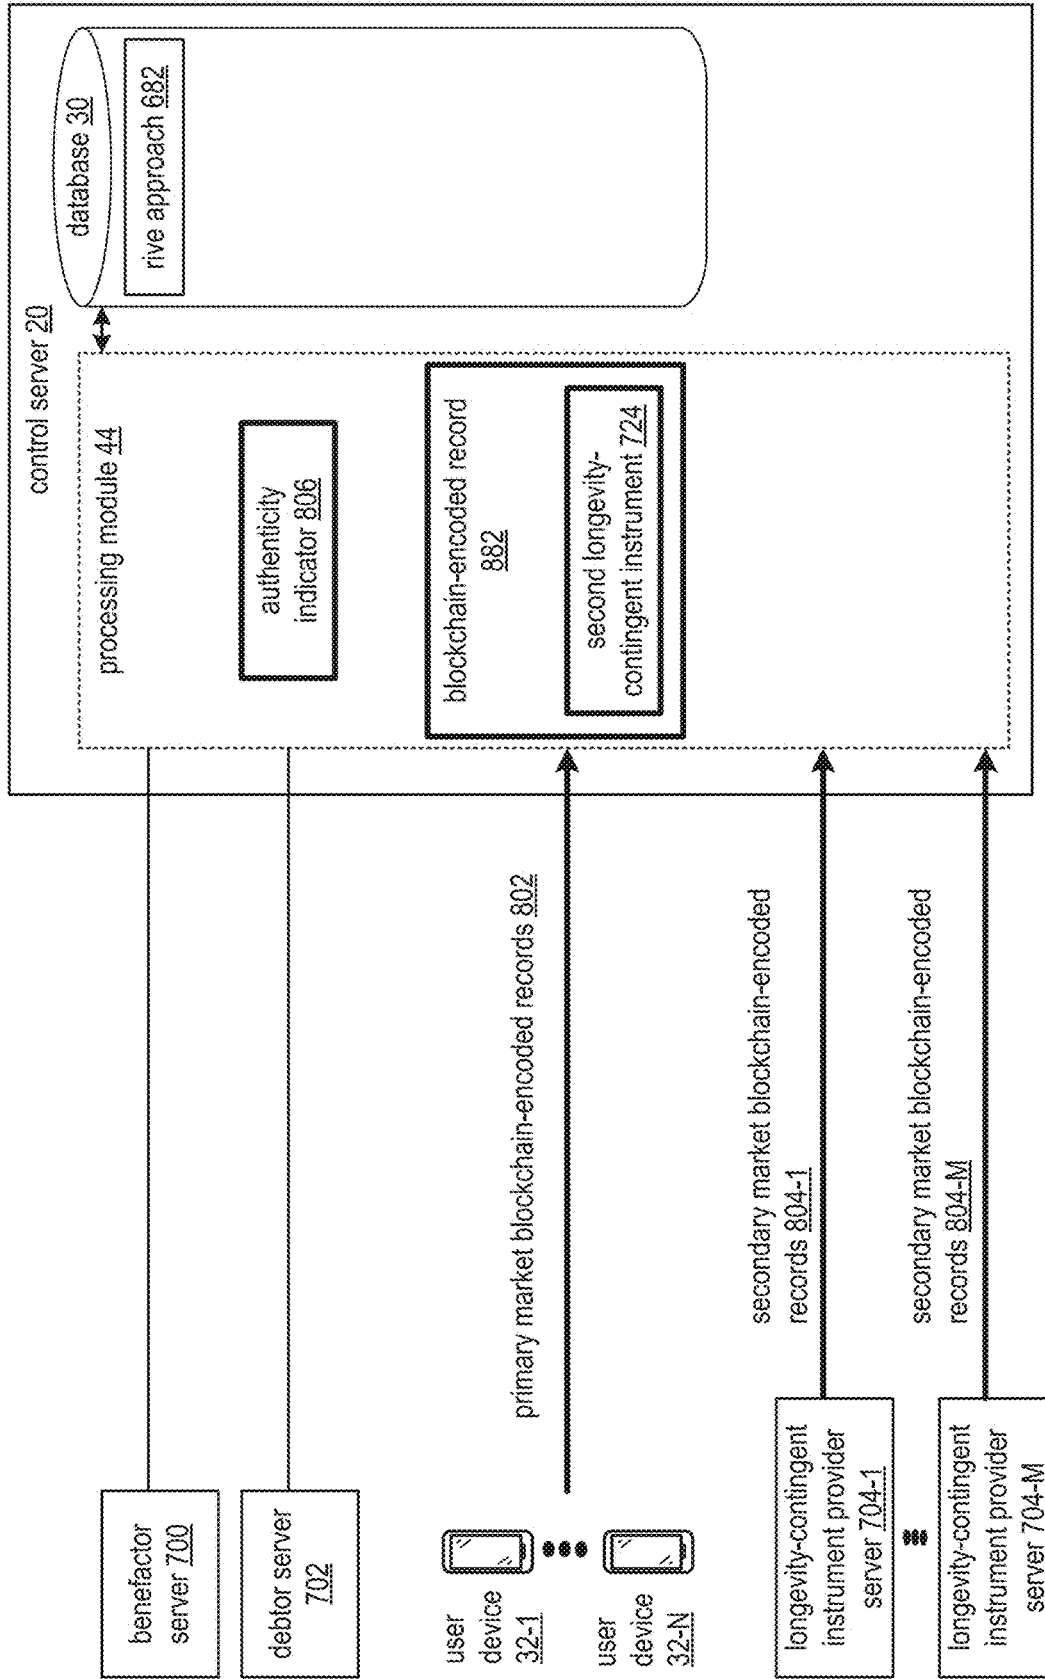 control server 20
database 30
rive approach 682
processing module 44
authenticity
indicator 806
blockchain-encoded record
882
second longevity-
contingent instrument 724
primary market blockchain-encoded records 802
secondary market blockchain-encoded
records 804-1
secondary market blockchain-encoded
records 804-M
benefactor
server 700
debtor server
702
user
device
32-1
user
device
32-N
longevity-contingent
instrument provider
server 704-1
longevity-contingent
instrument provider
server 704-M